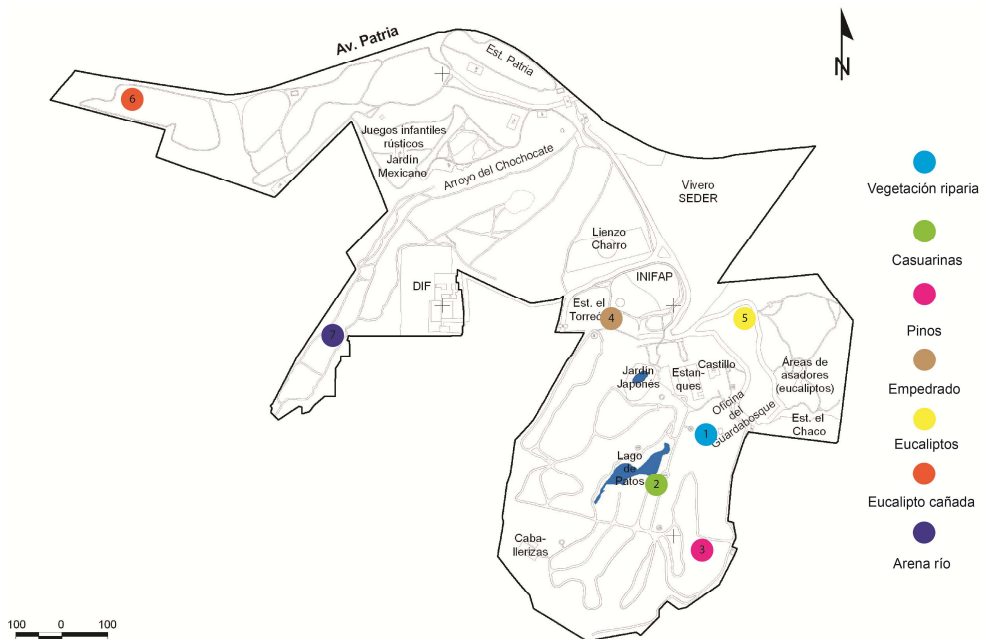 Av. Patria
Est. Patria
N
6
Juegos infantiles
rústicos
Jardín
Mexicano
Arroyo del Chochocate
Vivero
SEDER
Lienzo
Charro
INIFAP
DIF
Est. el
Torreón
4
5
7
Jardín
Japonés
Estan-
ques
Castillo
Áreas de
asadores
(eucaliptos)
Oficina
del
Guardabosque
Est. el
Chaco
1
Lago
de
Patos
2
Caba-
llerizas
3
Vegetación riparia
Casuarinas
Pinos
Empedrado
Eucaliptos
Eucalipto cañada
Arena río
100 0 100